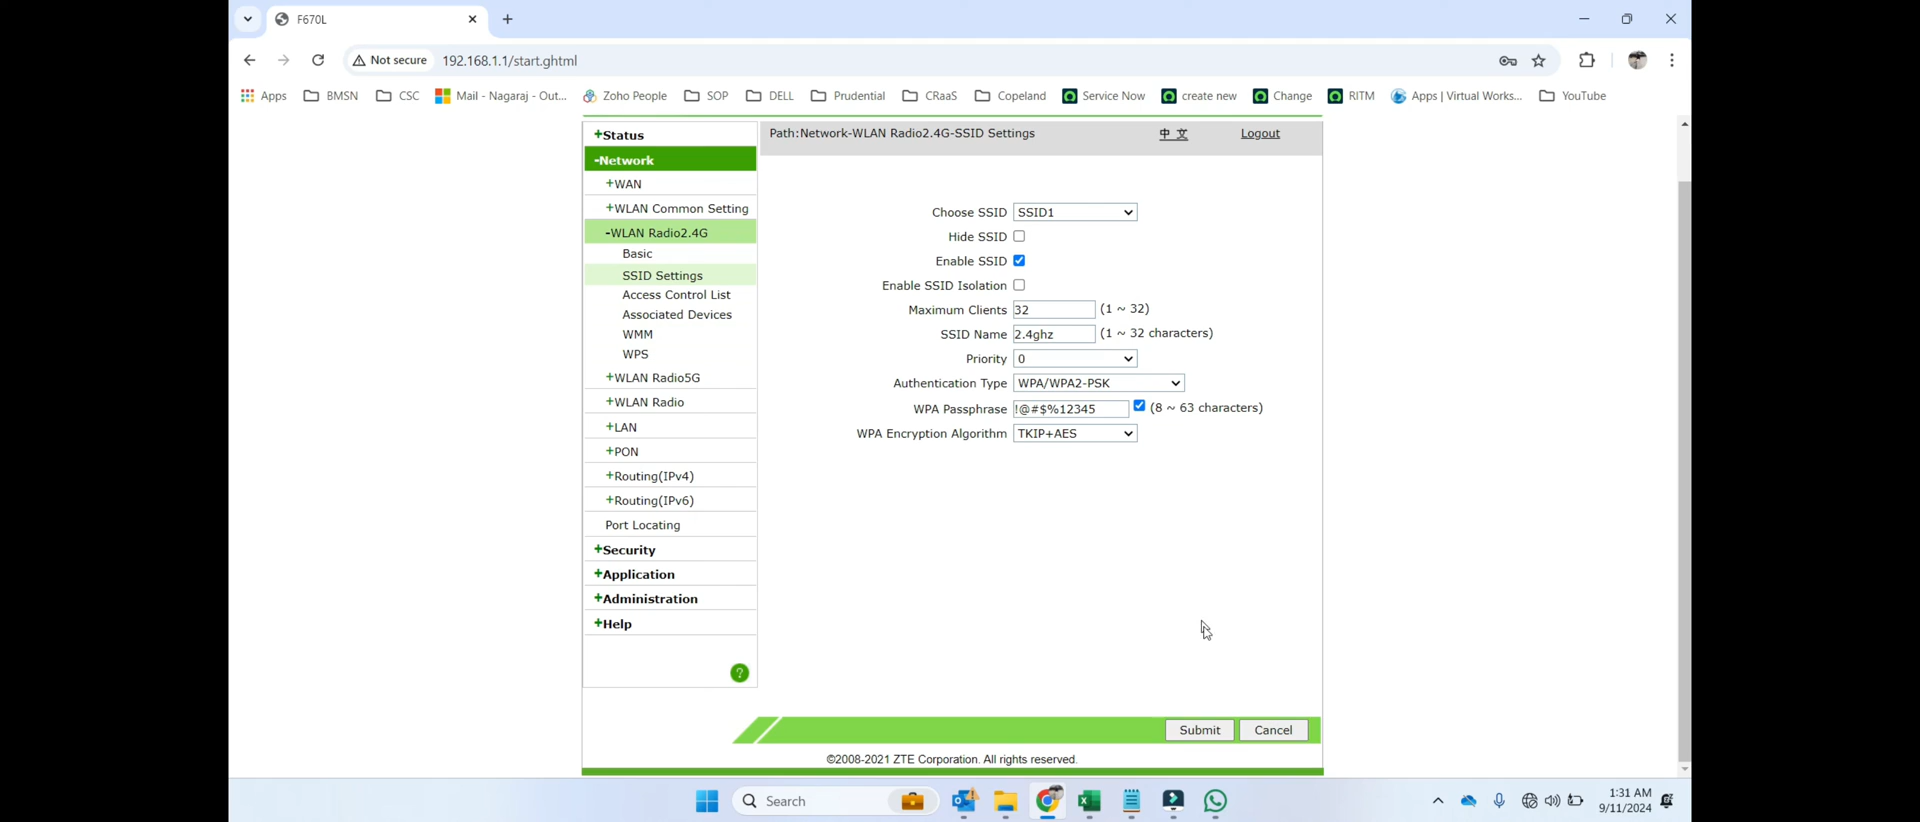 F670L
Not secure 192.168.1.1/start.ghtml
Apps BMSN CSC Mail - Nagaraj - Out... Zoho People SOP DELL Prudential CRaaS Copeland Service Now create new Change RITM Apps | Virtual Works... YouTube
+Status
Path:Network-WLAN Radio2.4G-SSID Settings 中 文 Logout
-Network
+WAN
+WLAN Common Setting
-WLAN Radio2.4G
Basic
SSID Settings
Access Control List
Associated Devices
WMM
WPS
+WLAN Radio5G
+WLAN Radio
+LAN
+PON
+Routing(IPv4)
+Routing(IPv6)
Port Locating
+Security
+Application
+Administration
+Help
?
Choose SSID SSID1
Hide SSID
Enable SSID
Enable SSID Isolation
Maximum Clients 32 (1 ~ 32)
SSID Name 2.4ghz (1 ~ 32 characters)
Priority 0
Authentication Type WPA/WPA2-PSK
WPA Passphrase !@#$%12345 (8 ~ 63 characters)
WPA Encryption Algorithm TKIP+AES
Submit Cancel
©2008-2021 ZTE Corporation. All rights reserved.
Search
1:31 AM
9/11/2024